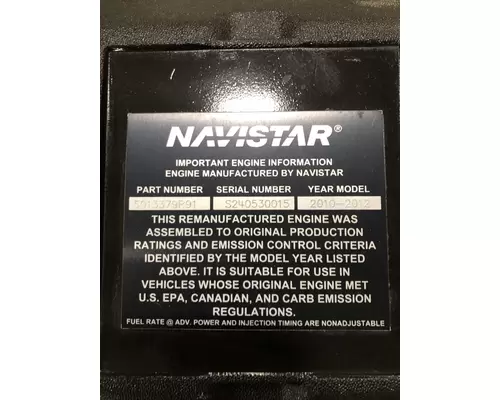 NAVISTAR®
IMPORTANT ENGINE INFORMATION
ENGINE MANUFACTURED BY NAVISTAR
PART NUMBER SERIAL NUMBER YEAR MODEL
5013379R91 S240530015 2010-2012
THIS REMANUFACTURED ENGINE WAS
ASSEMBLED TO ORIGINAL PRODUCTION
RATINGS AND EMISSION CONTROL CRITERIA
IDENTIFIED BY THE MODEL YEAR LISTED
ABOVE. IT IS SUITABLE FOR USE IN
VEHICLES WHOSE ORIGINAL ENGINE MET
U.S. EPA, CANADIAN, AND CARB EMISSION
REGULATIONS.
FUEL RATE @ ADV. POWER AND INJECTION TIMING ARE NONADJUSTABLE